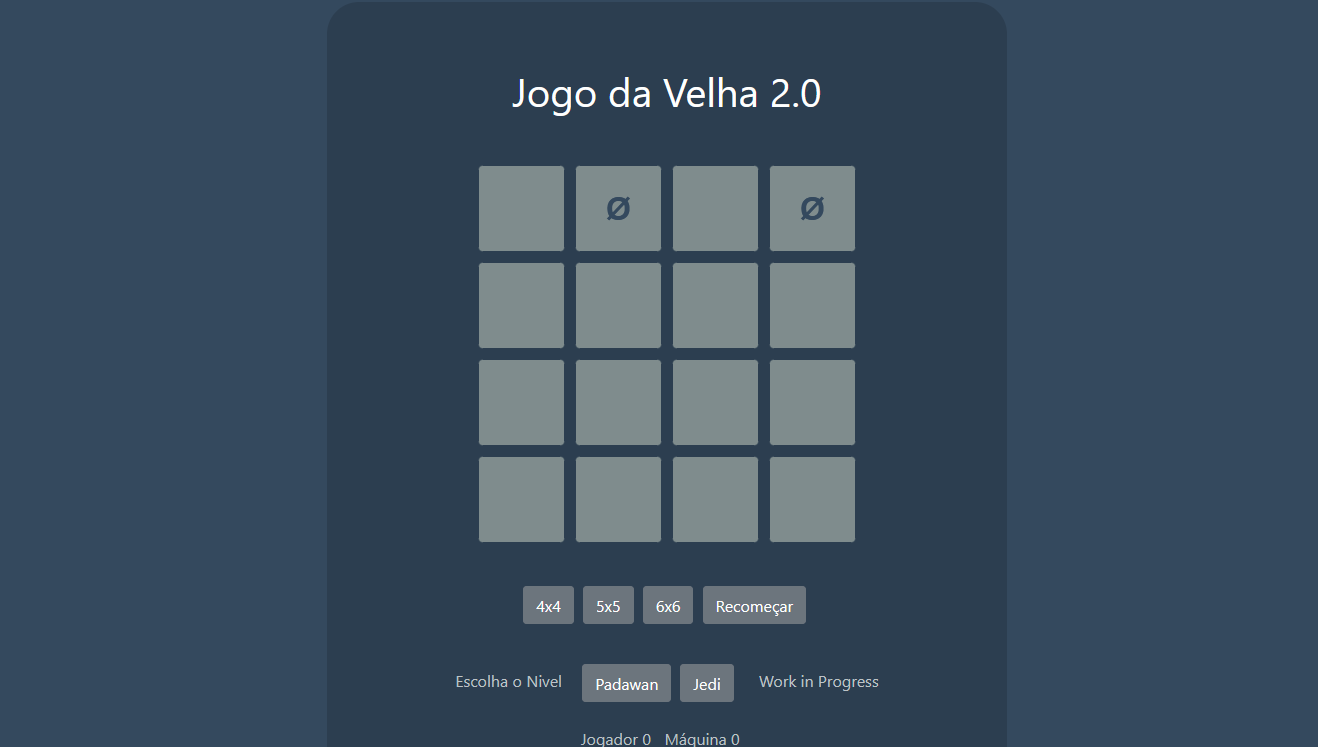 Jogo da Velha 2.0
Ø Ø
4x4 5x5 6x6 Recomeçar
Escolha o Nivel Padawan Jedi Work in Progress
Jogador 0 Máquina 0